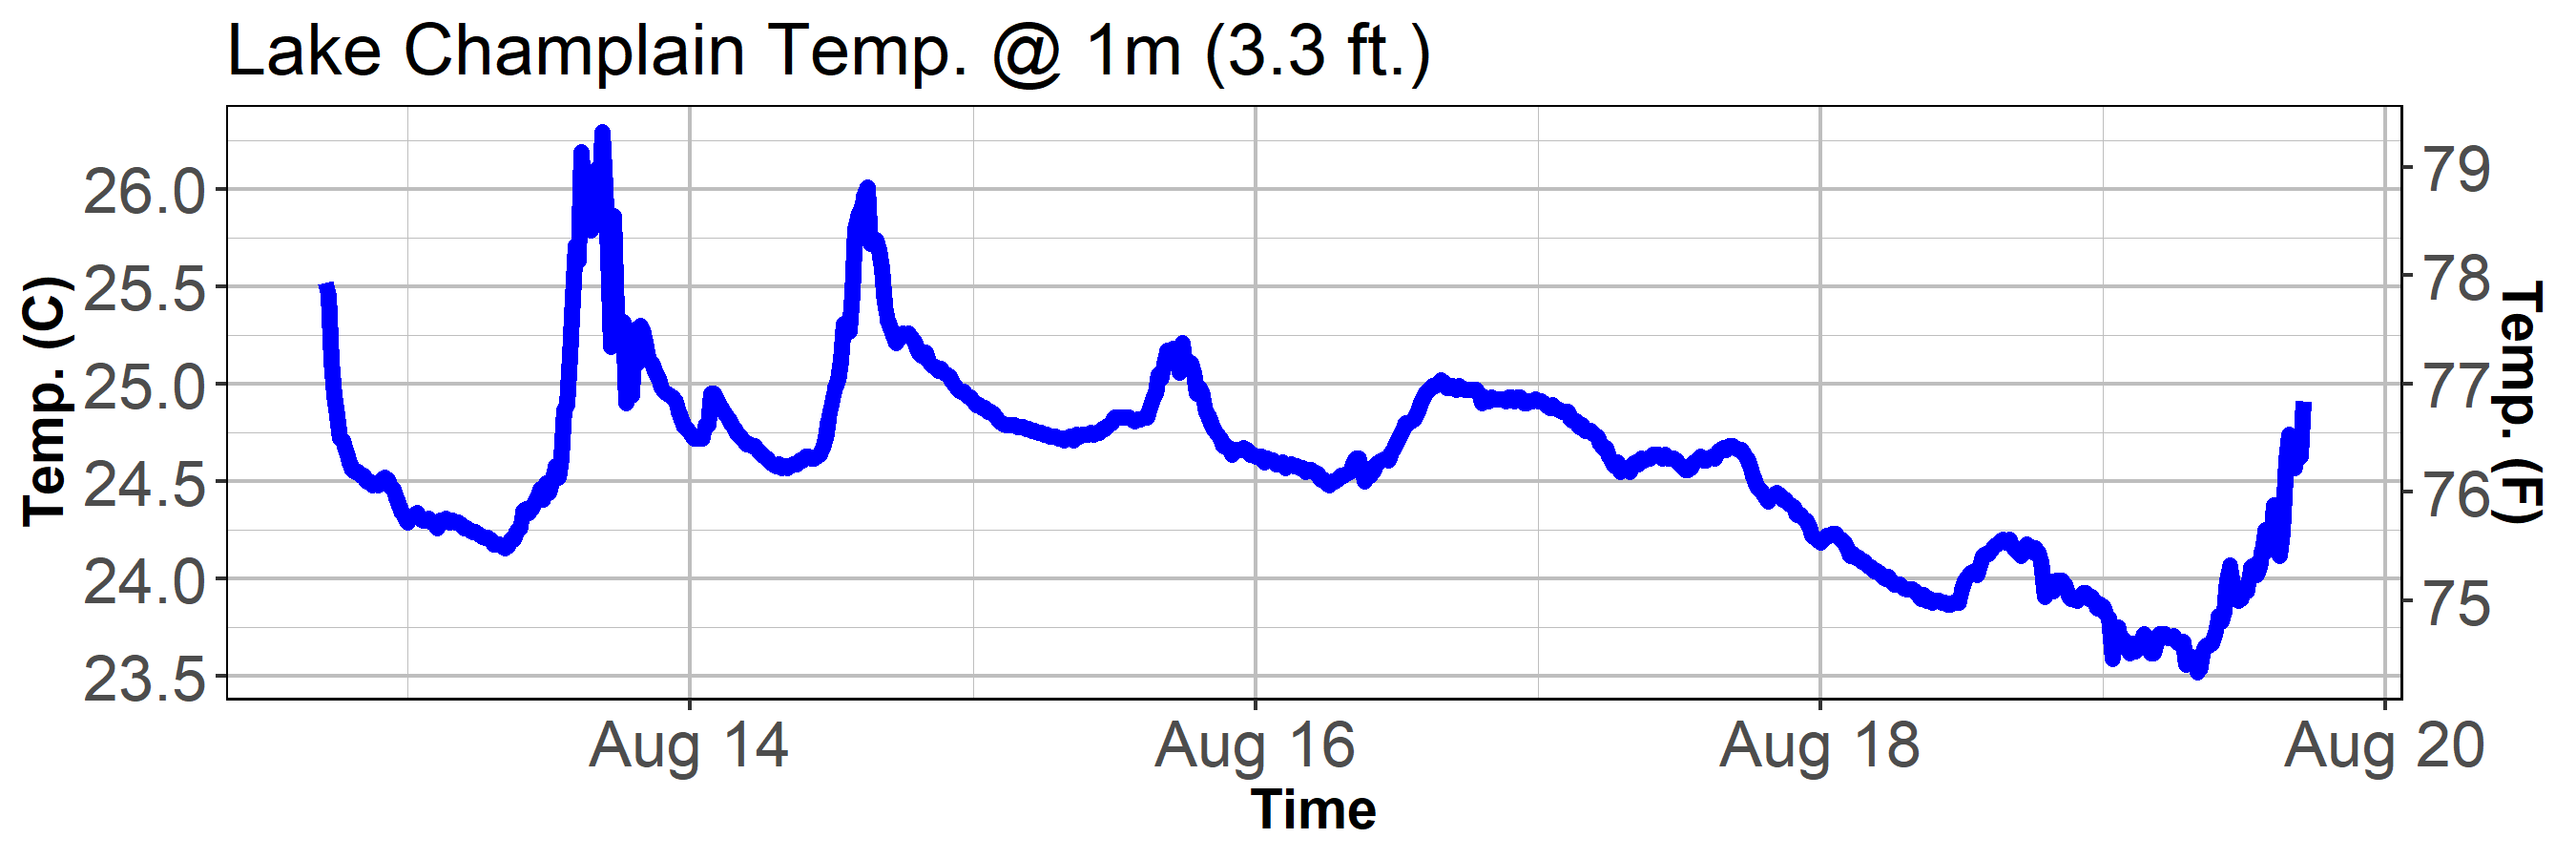 Lake Champlain Temp. @ 1m (3.3 ft.)
Temp. (C)
26.0
25.5
25.0
24.5
24.0
23.5
79
78
77
76
75
Temp. (F)
Aug 14
Aug 16
Aug 18
Aug 20
Time